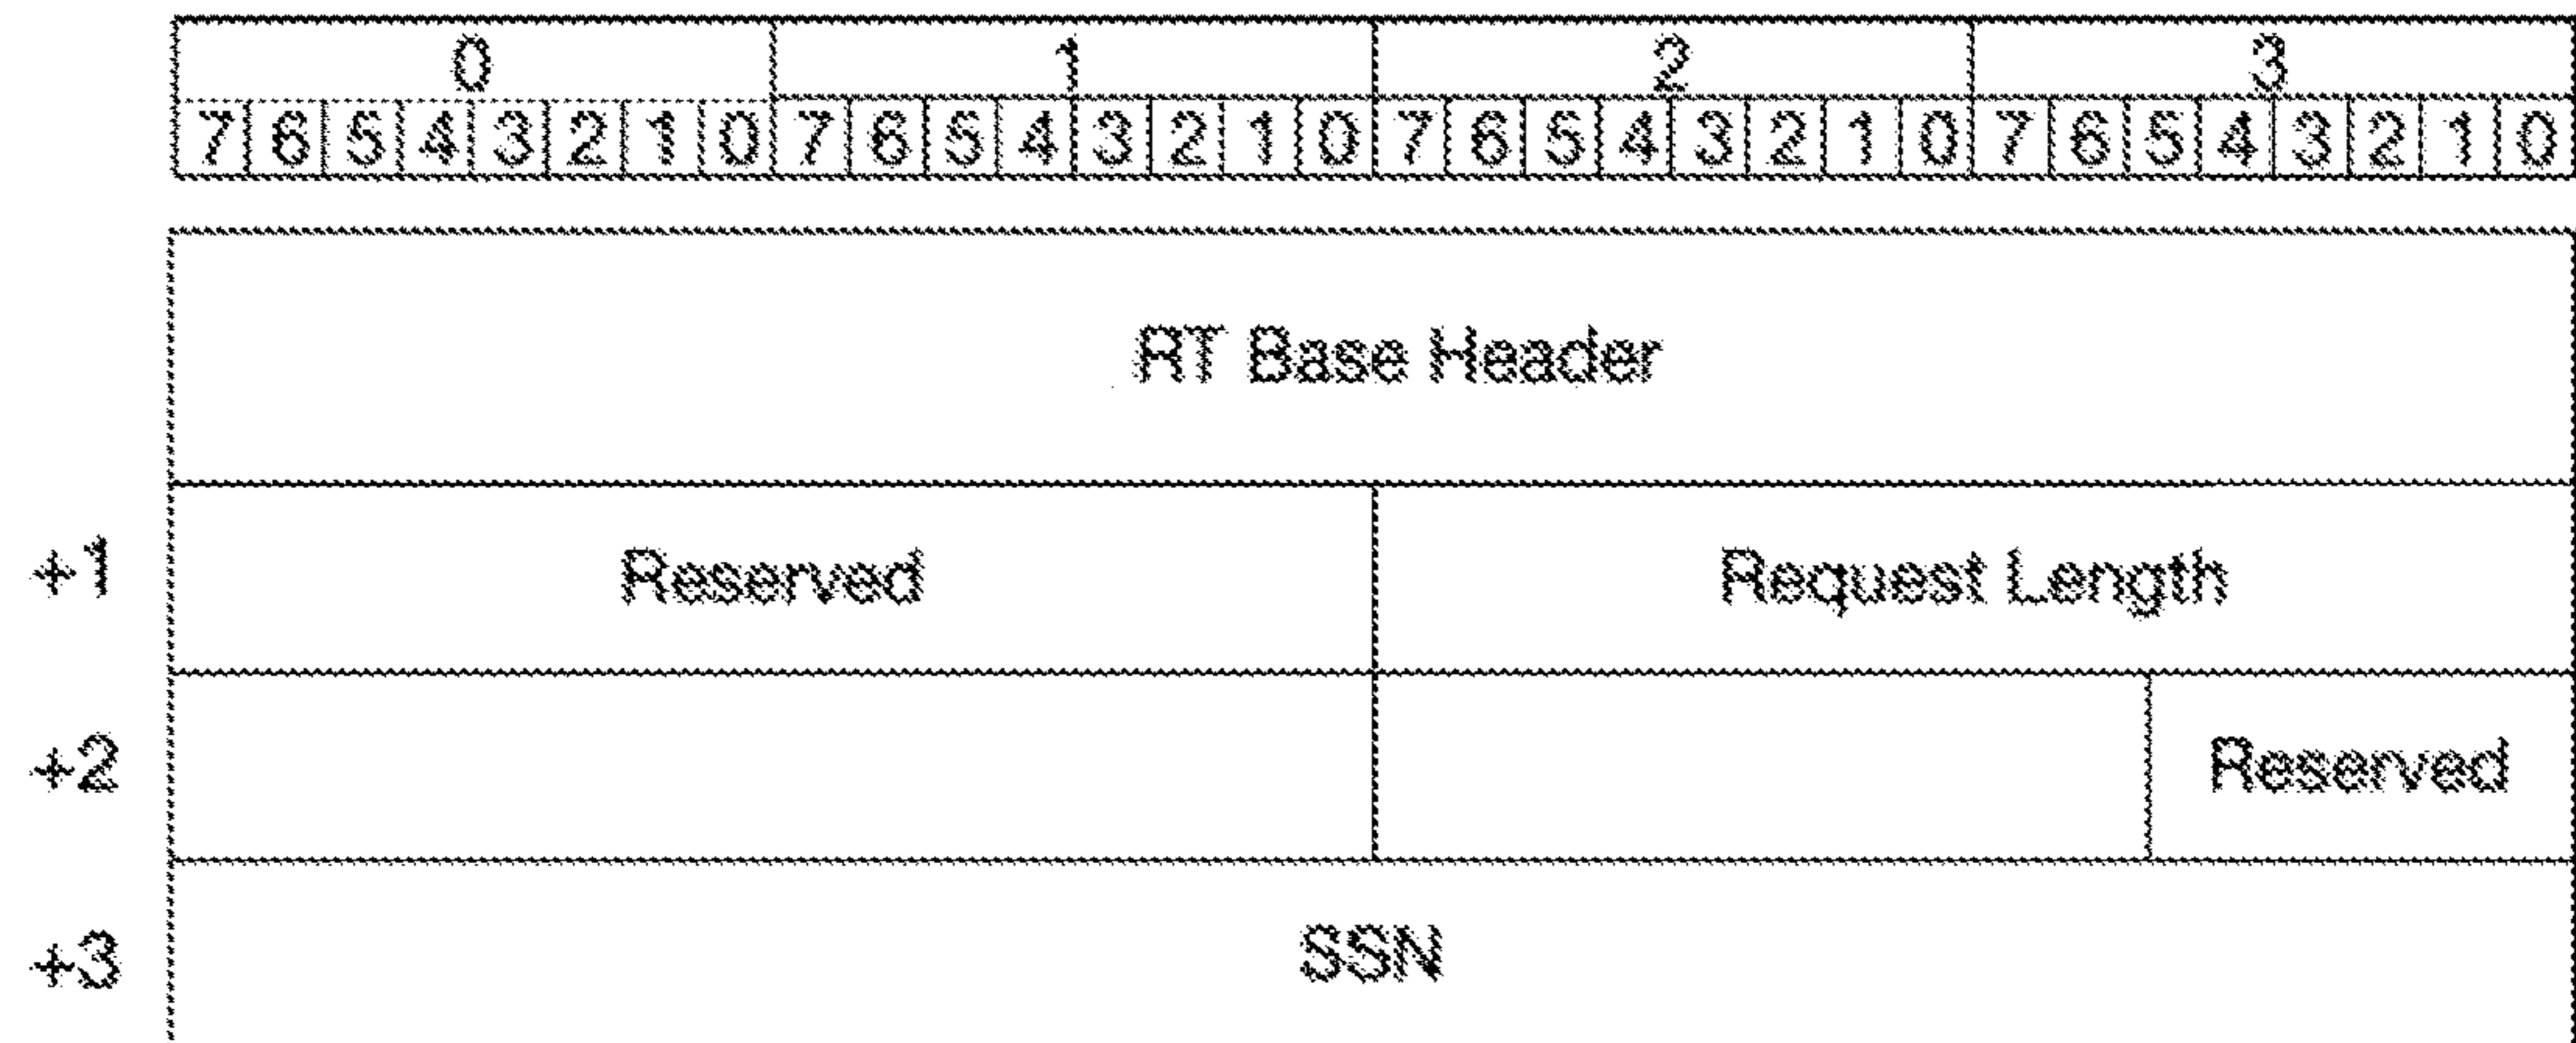 0 1 2 3
7 6 5 4 3 2 1 0 7 6 5 4 3 2 1 0 7 6 5 4 3 2 1 0 7 6 5 4 3 2 1 0
RT Base Header
+1 Reserved Request Length
+2 Reserved
+3 SSN